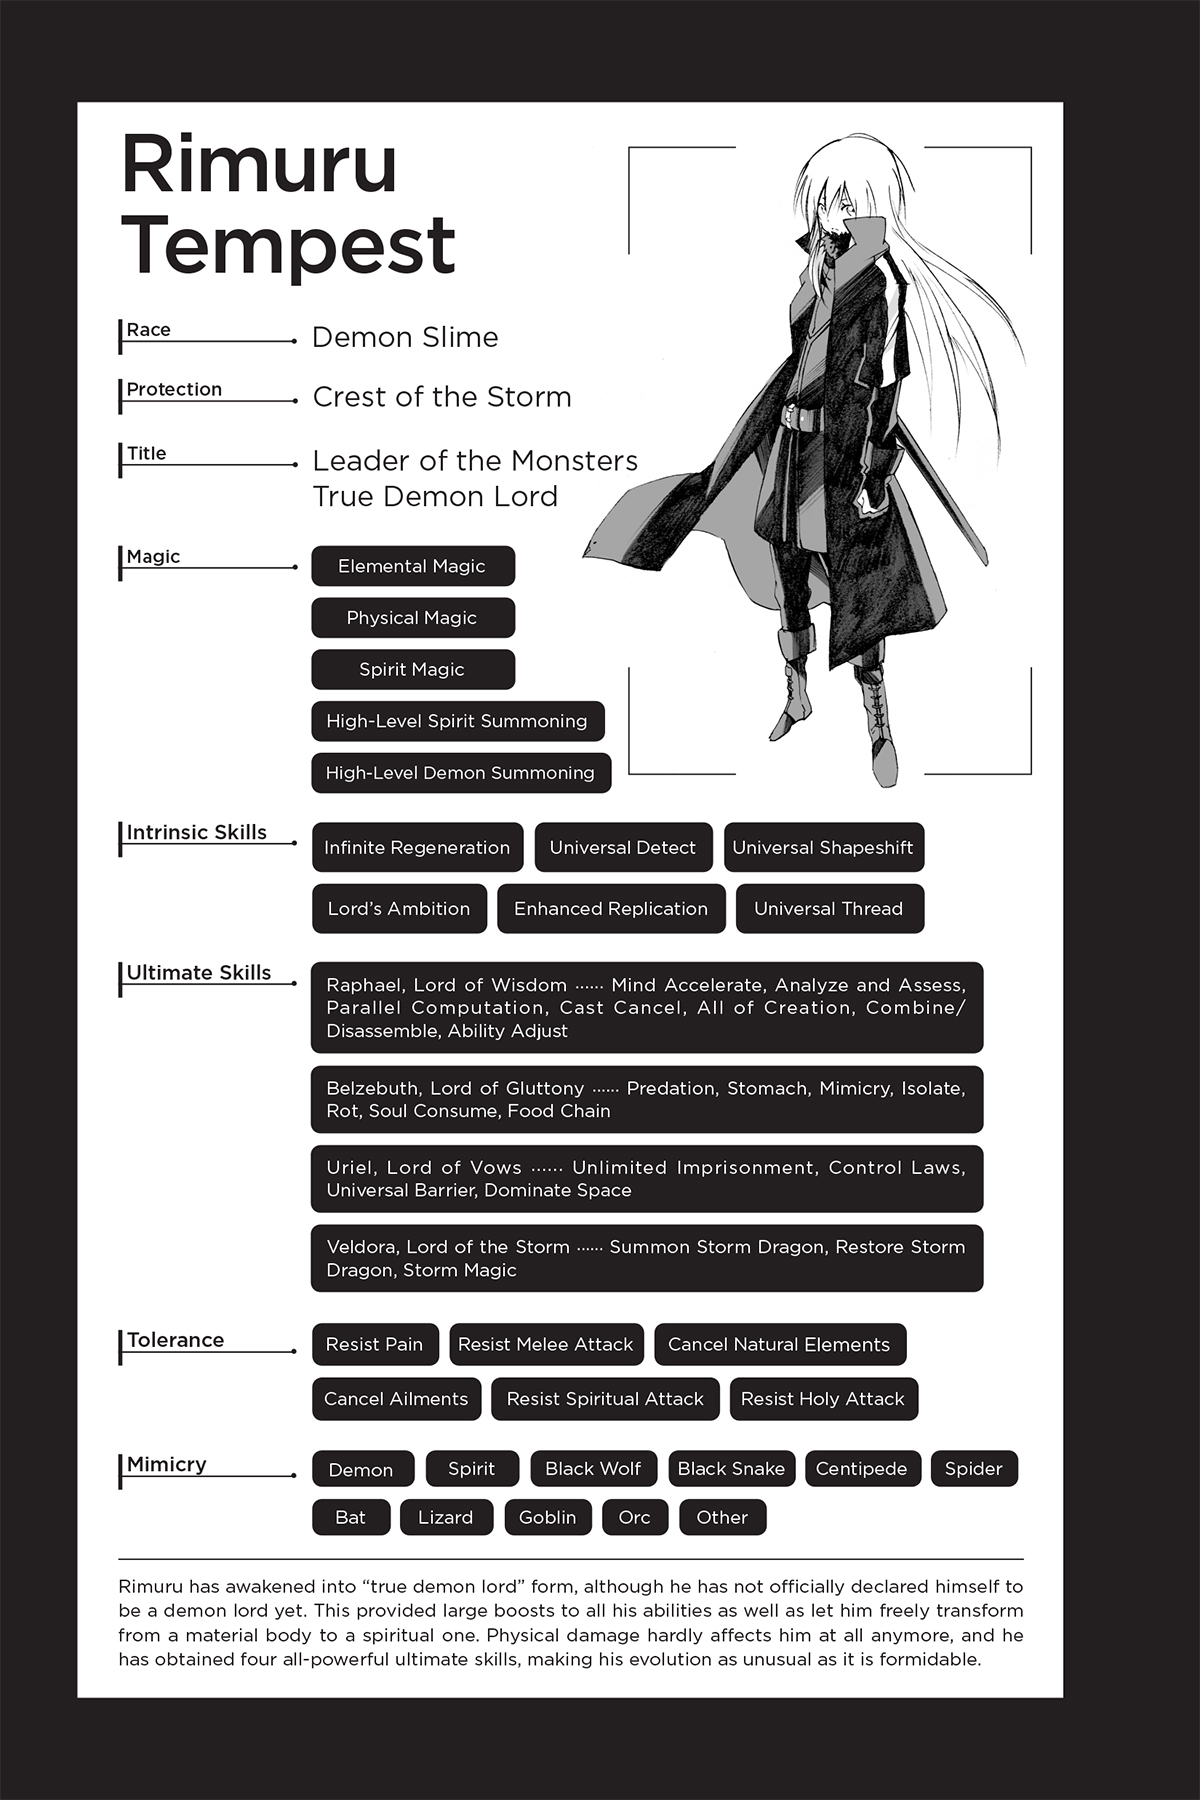 Rimuru
Tempest
Race
Demon Slime
Protection
Crest of the Storm
Title
Leader of the Monsters
True Demon Lord
Magic
Elemental Magic
Physical Magic
Spirit Magic
High-Level Spirit Summoning
High-Level Demon Summoning
Intrinsic Skills
Infinite Regeneration
Universal Detect
Universal Shapeshift
Lord’s Ambition
Enhanced Replication
Universal Thread
Ultimate Skills
Raphael, Lord of Wisdom ······ Mind Accelerate, Analyze and Assess,
Parallel Computation, Cast Cancel, All of Creation, Combine/
Disassemble, Ability Adjust
Belzebuth, Lord of Gluttony ······ Predation, Stomach, Mimicry, Isolate,
Rot, Soul Consume, Food Chain
Uriel, Lord of Vows ······ Unlimited Imprisonment, Control Laws,
Universal Barrier, Dominate Space
Veldora, Lord of the Storm ······ Summon Storm Dragon, Restore Storm
Dragon, Storm Magic
Tolerance
Resist Pain
Resist Melee Attack
Cancel Natural Elements
Cancel Ailments
Resist Spiritual Attack
Resist Holy Attack
Mimicry
Demon
Spirit
Black Wolf
Black Snake
Centipede
Spider
Bat
Lizard
Goblin
Orc
Other
Rimuru has awakened into “true demon lord” form, although he has not officially declared himself to
be a demon lord yet. This provided large boosts to all his abilities as well as let him freely transform
from a material body to a spiritual one. Physical damage hardly affects him at all anymore, and he
has obtained four all-powerful ultimate skills, making his evolution as unusual as it is formidable.